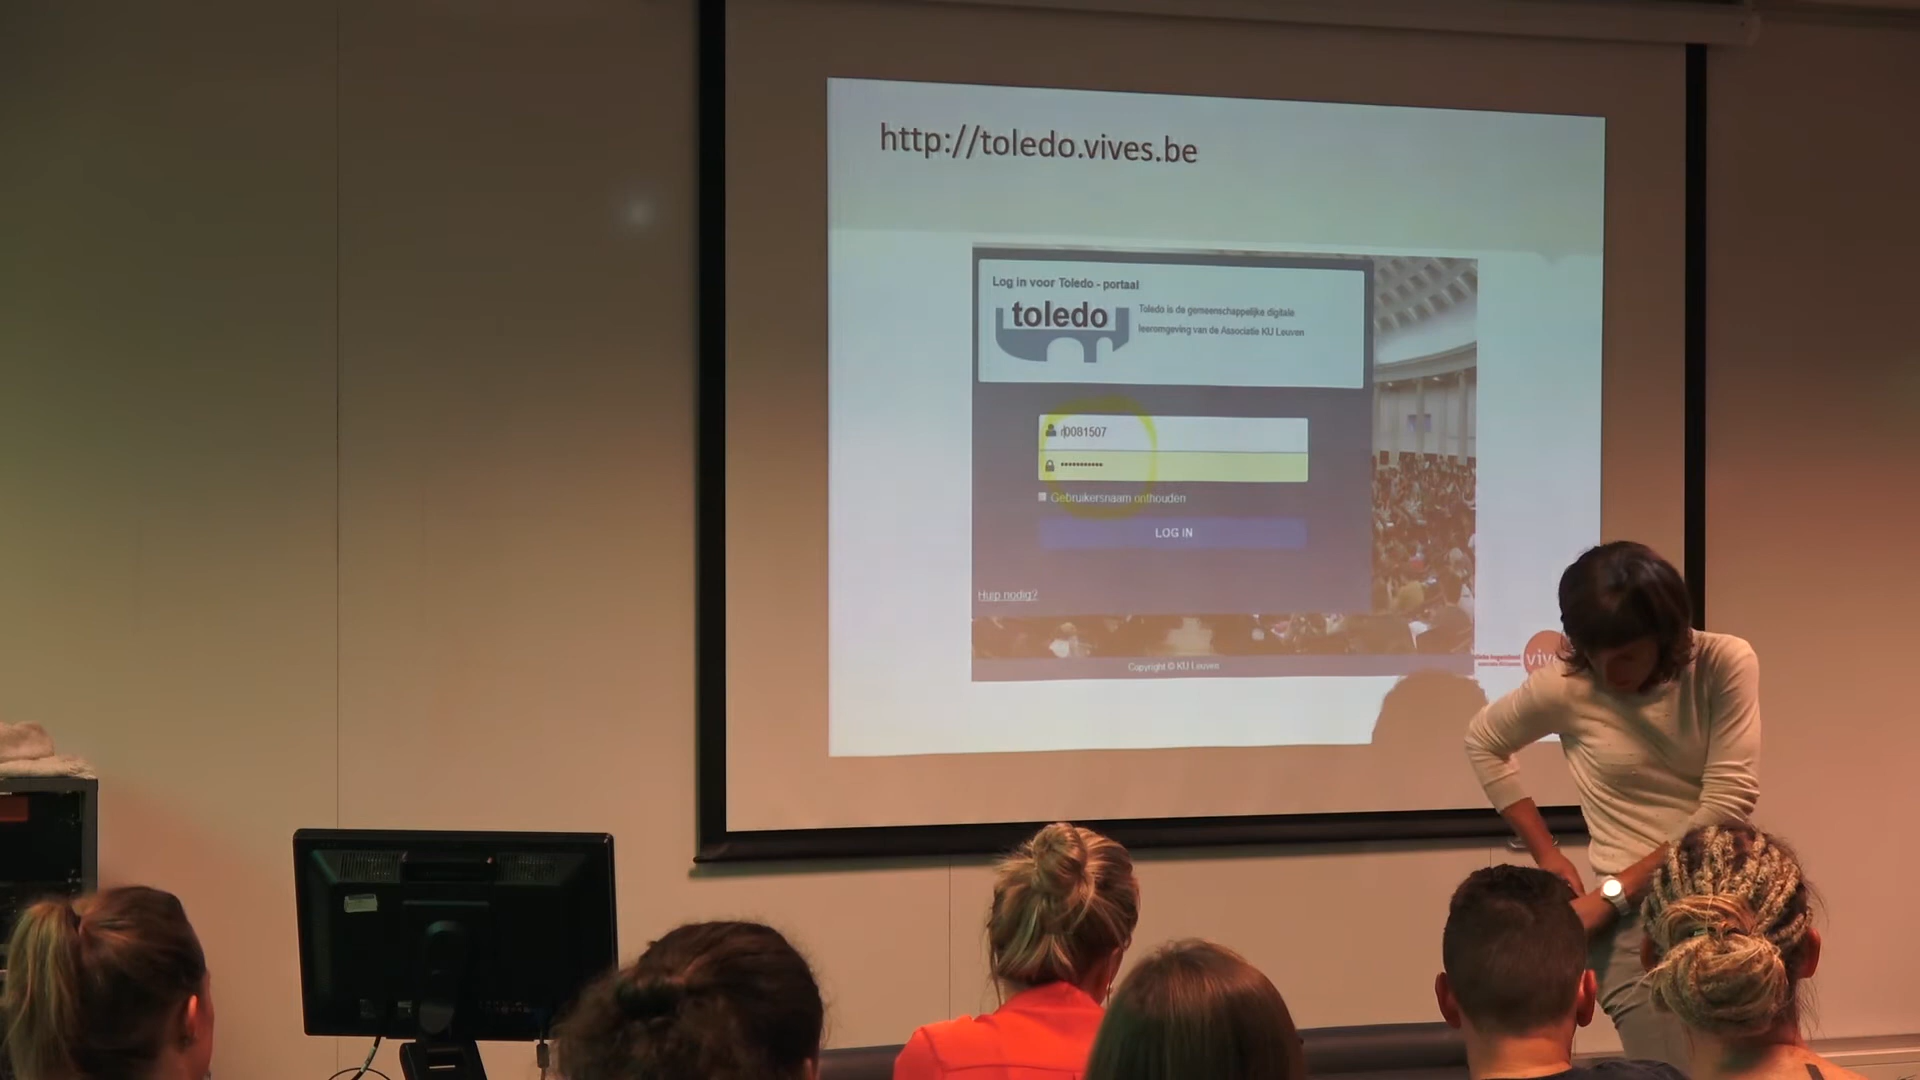 http://toledo.vives.be
Log in voor Toledo - portaal
toledo
Toledo is de gemeenschappelijke digitale
leeromgeving van de Associatie KU Leuven
r0081507
•••••••••••
Gebruikersnaam onthouden
LOG IN
Hulp nodig?
Copyright © KU Leuven